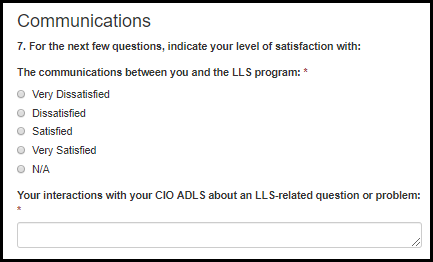 Communications
7. For the next few questions, indicate your level of satisfaction with:
The communications between you and the LLS program: *
Very Dissatisfied
Dissatisfied
Satisfied
Very Satisfied
N/A
Your interactions with your CIO ADLS about an LLS-related question or problem:
*